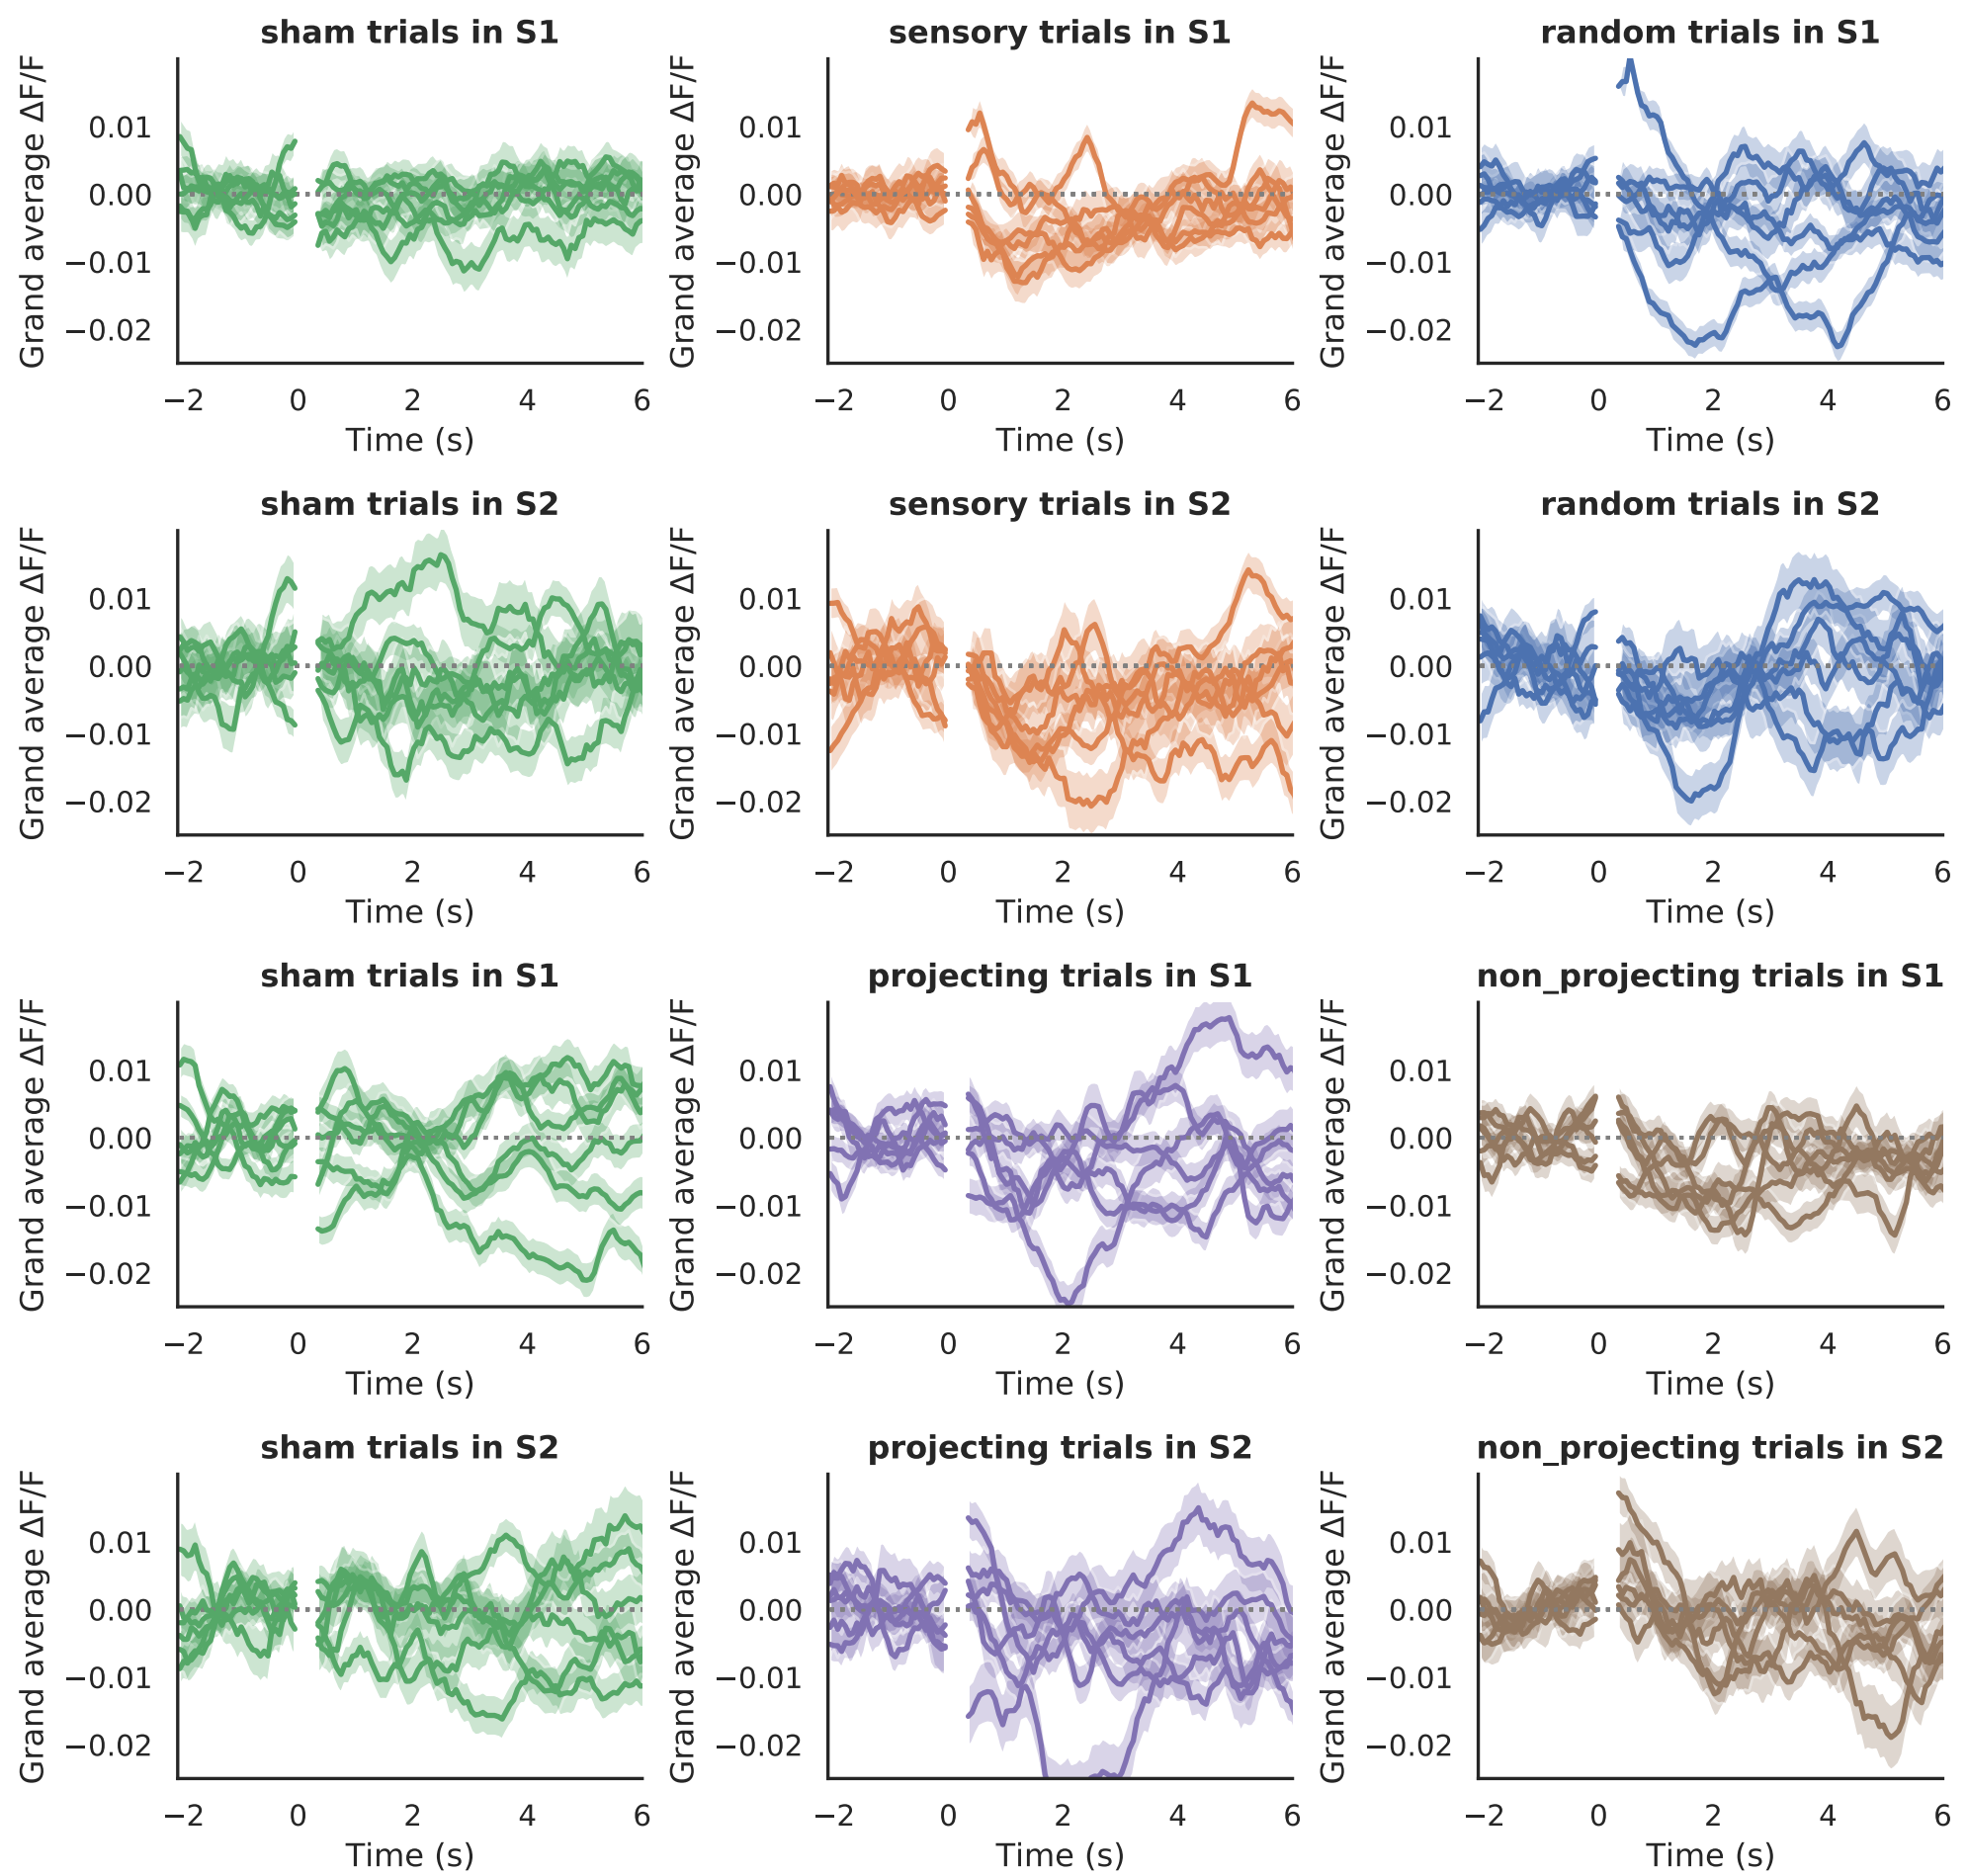 sham trials in S1
Grand average ΔF/F
0.01
0.00
−0.01
−0.02
−2 0 2 4 6
Time (s)
sensory trials in S1
Grand average ΔF/F
0.01
0.00
−0.01
−0.02
−2 0 2 4 6
Time (s)
random trials in S1
Grand average ΔF/F
0.01
0.00
−0.01
−0.02
−2 0 2 4 6
Time (s)
sham trials in S2
Grand average ΔF/F
0.01
0.00
−0.01
−0.02
−2 0 2 4 6
Time (s)
sensory trials in S2
Grand average ΔF/F
0.01
0.00
−0.01
−0.02
−2 0 2 4 6
Time (s)
random trials in S2
Grand average ΔF/F
0.01
0.00
−0.01
−0.02
−2 0 2 4 6
Time (s)
sham trials in S1
Grand average ΔF/F
0.01
0.00
−0.01
−0.02
−2 0 2 4 6
Time (s)
projecting trials in S1
Grand average ΔF/F
0.01
0.00
−0.01
−0.02
−2 0 2 4 6
Time (s)
non_projecting trials in S1
Grand average ΔF/F
0.01
0.00
−0.01
−0.02
−2 0 2 4 6
Time (s)
sham trials in S2
Grand average ΔF/F
0.01
0.00
−0.01
−0.02
−2 0 2 4 6
Time (s)
projecting trials in S2
Grand average ΔF/F
0.01
0.00
−0.01
−0.02
−2 0 2 4 6
Time (s)
non_projecting trials in S2
Grand average ΔF/F
0.01
0.00
−0.01
−0.02
−2 0 2 4 6
Time (s)